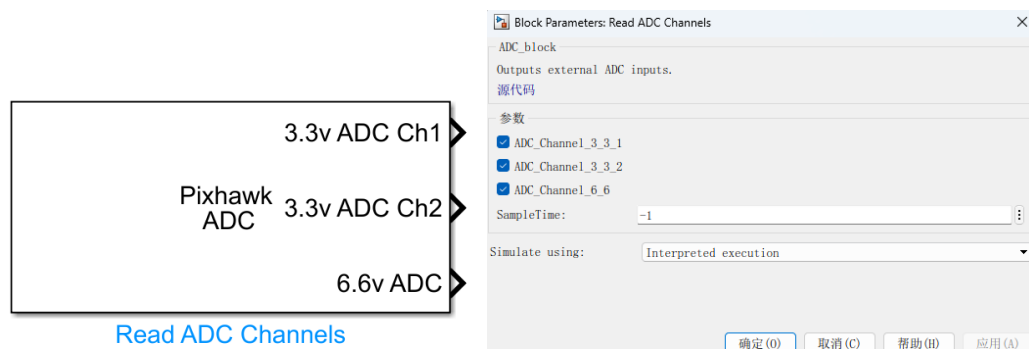 3.3v ADC Ch1
Pixhawk
ADC
3.3v ADC Ch2
6.6v ADC
Read ADC Channels
Block Parameters: Read ADC Channels
ADC_block
Outputs external ADC inputs.
源代码
参数
ADC_Channel_3_3_1
ADC_Channel_3_3_2
ADC_Channel_6_6
SampleTime: -1
Simulate using: Interpreted execution
确定(O) 取消(C) 帮助(H) 应用(A)